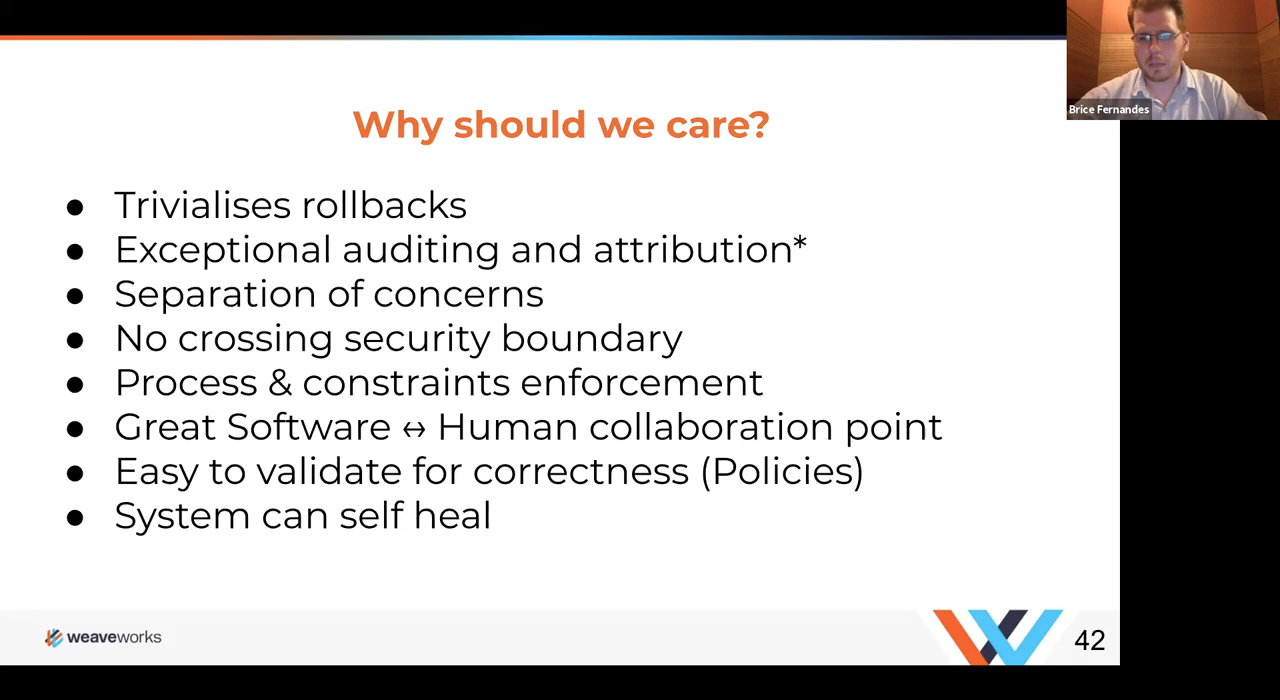 Brice Fernandes
Why should we care?
● Trivialises rollbacks
● Exceptional auditing and attribution*
● Separation of concerns
● No crossing security boundary
● Process & constraints enforcement
● Great Software ↔ Human collaboration point
● Easy to validate for correctness (Policies)
● System can self heal
weaveworks
42